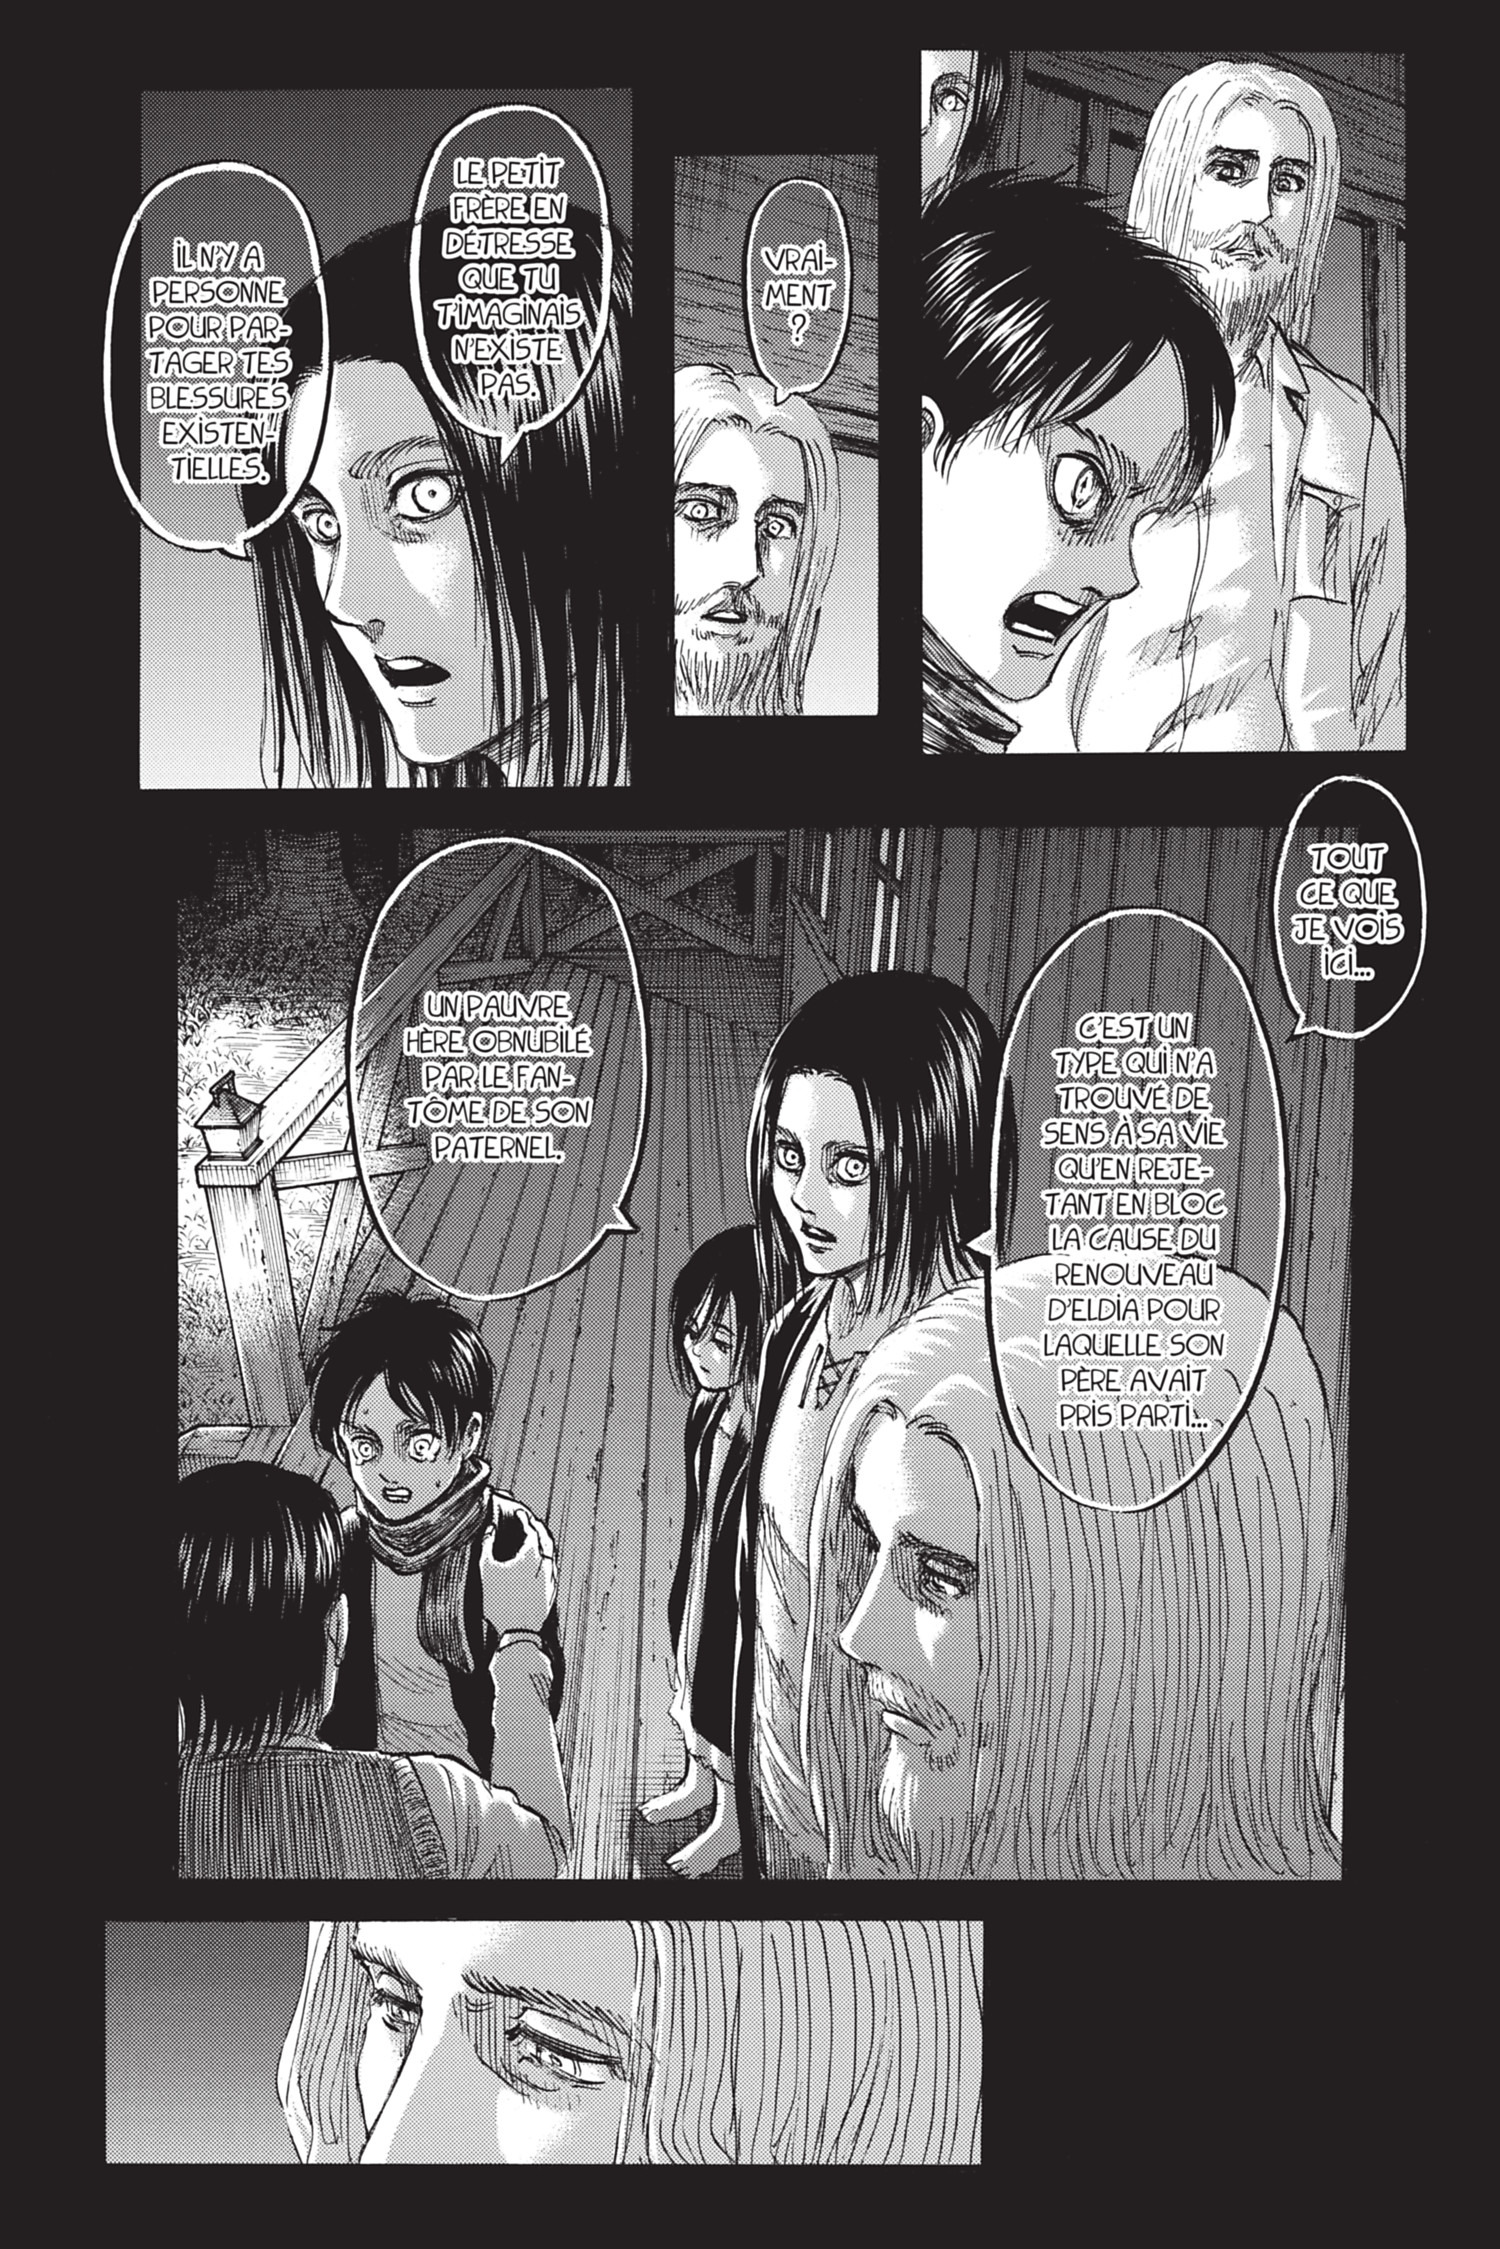 VRAI-
MENT
?
LE PETIT
FRÈRE EN
DÉTRESSE
QUE TU
T'IMAGINAIS
N'EXISTE
PAS.
IL N'Y A
PERSONNE
POUR PAR-
TAGER TES
BLESSURES
EXISTEN-
TIELLES.
TOUT
CE QUE
JE VOIS
ICI...
C'EST UN
TYPE QUI N'A
TROUVÉ DE
SENS À SA VIE
QU'EN REJE-
TANT EN BLOC
LA CAUSE DU
RENOUVEAU
D'ELDIA POUR
LAQUELLE SON
PÈRE AVAIT
PRIS PARTI...
UN PAUVRE
HÈRE OBNUBILÉ
PAR LE FAN-
TÔME DE SON
PATERNEL.